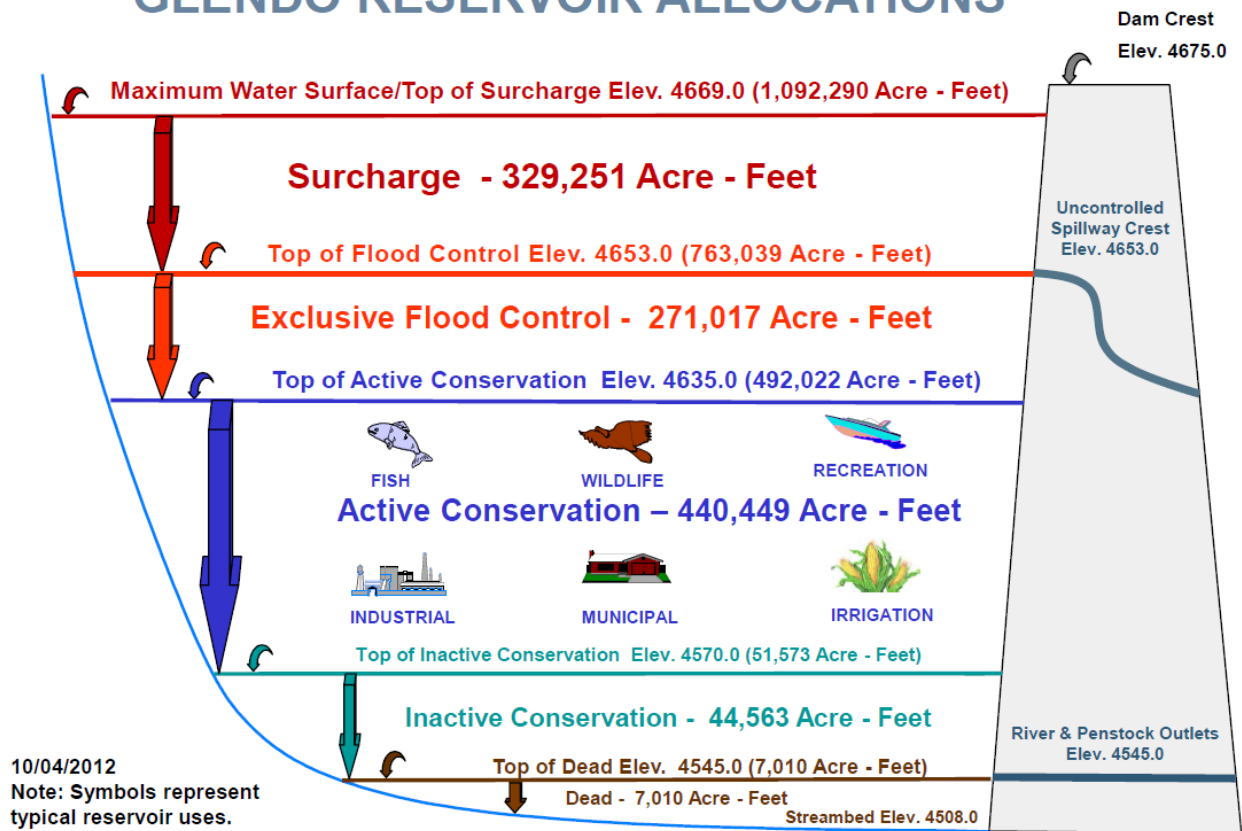 GLENDO RESERVOIR ALLOCATIONS
Dam Crest
Elev. 4675.0
Maximum Water Surface/Top of Surcharge Elev. 4669.0 (1,092,290 Acre - Feet)
Surcharge - 329,251 Acre - Feet
Uncontrolled
Spillway Crest
Elev. 4653.0
Top of Flood Control Elev. 4653.0 (763,039 Acre - Feet)
Exclusive Flood Control - 271,017 Acre - Feet
Top of Active Conservation Elev. 4635.0 (492,022 Acre - Feet)
FISH
WILDLIFE
RECREATION
Active Conservation – 440,449 Acre - Feet
INDUSTRIAL
MUNICIPAL
IRRIGATION
Top of Inactive Conservation Elev. 4570.0 (51,573 Acre - Feet)
Inactive Conservation - 44,563 Acre - Feet
River & Penstock Outlets
Elev. 4545.0
Top of Dead Elev. 4545.0 (7,010 Acre - Feet)
Dead - 7,010 Acre - Feet
Streambed Elev. 4508.0
10/04/2012
Note: Symbols represent
typical reservoir uses.